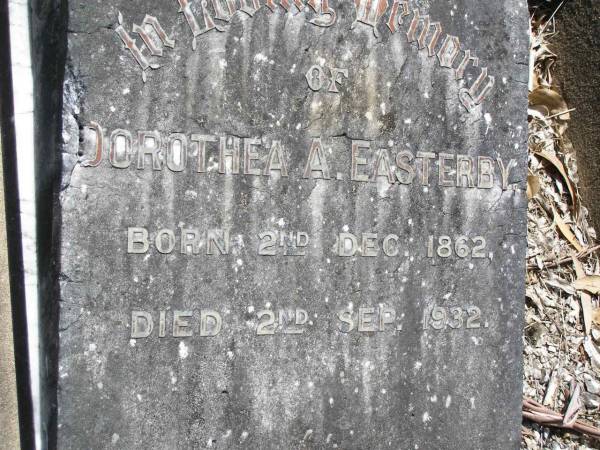 In Loving Memory
OF
DOROTHEA A. EASTERBY.
BORN 2ND DEC. 1862.
DIED 2ND SEP. 1932.